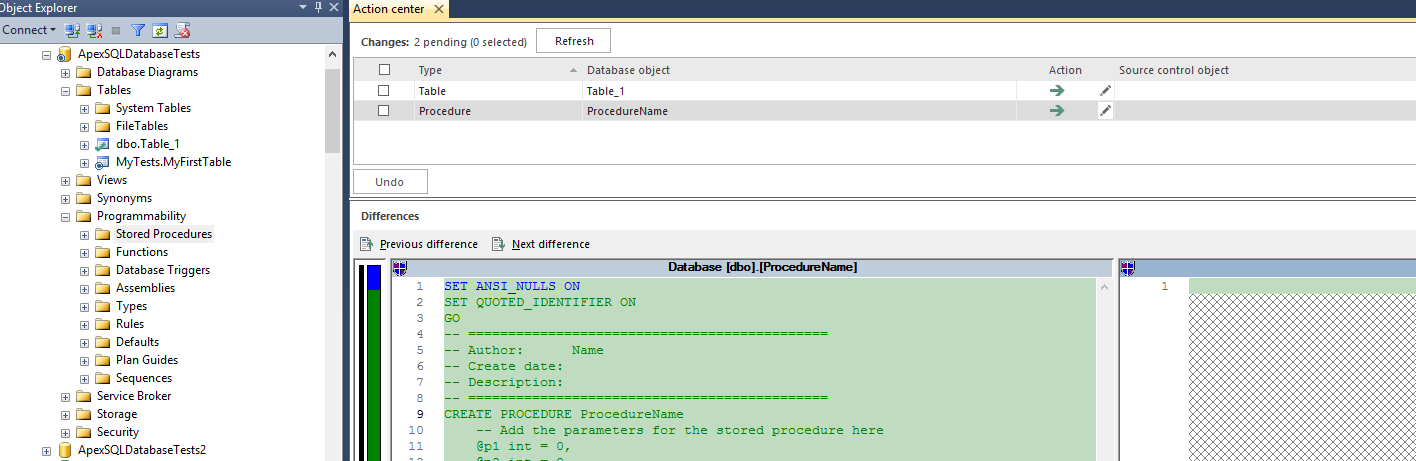 Object Explorer
Connect
ApexSQLDatabaseTests
Database Diagrams
Tables
System Tables
FileTables
dbo.Table_1
MyTests.MyFirstTable
Views
Synonyms
Programmability
Stored Procedures
Functions
Database Triggers
Assemblies
Types
Rules
Defaults
Plan Guides
Sequences
Service Broker
Storage
Security
ApexSQLDatabaseTests2
Action center
Changes: 2 pending (0 selected) Refresh
Type Database object Action Source control object
Table Table_1
Procedure ProcedureName
Undo
Differences
Previous difference Next difference
Database [dbo].[ProcedureName]
1 SET ANSI_NULLS ON
2 SET QUOTED_IDENTIFIER ON
3 GO
4 -- =============================================
5 -- Author: Name
6 -- Create date:
7 -- Description:
8 -- =============================================
9 CREATE PROCEDURE ProcedureName
10 -- Add the parameters for the stored procedure here
11 @p1 int = 0,
1